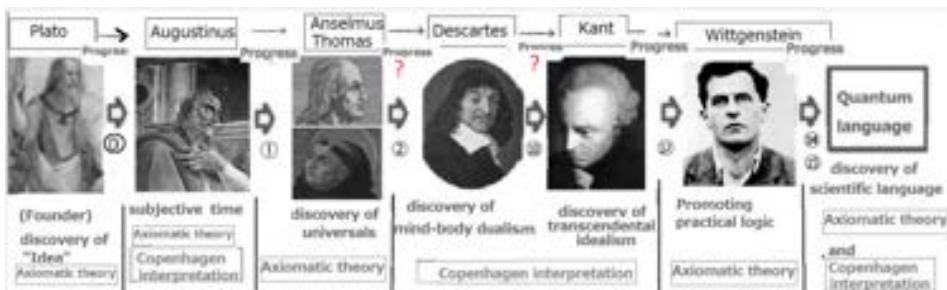 Plato
Augustinus
Anselmus
Thomas
Descartes
Kant
Wittgenstein
Progress
Progress
Progress
Progress
Progress
?
?
Quantum
language
①
②
(Founder)
discovery of
"Idea"
Axiomatic theory
subjective time
Axiomatic theory
Copenhagen
interpretation
discovery of
universals
Axiomatic theory
discovery of
mind-body dualism
discovery of
transcendental
idealism
Copenhagen interpretation
Promoting
practical logic
Axiomatic theory
discovery of
scientific language
Axiomatic theory
and
Copenhagen
interpretation